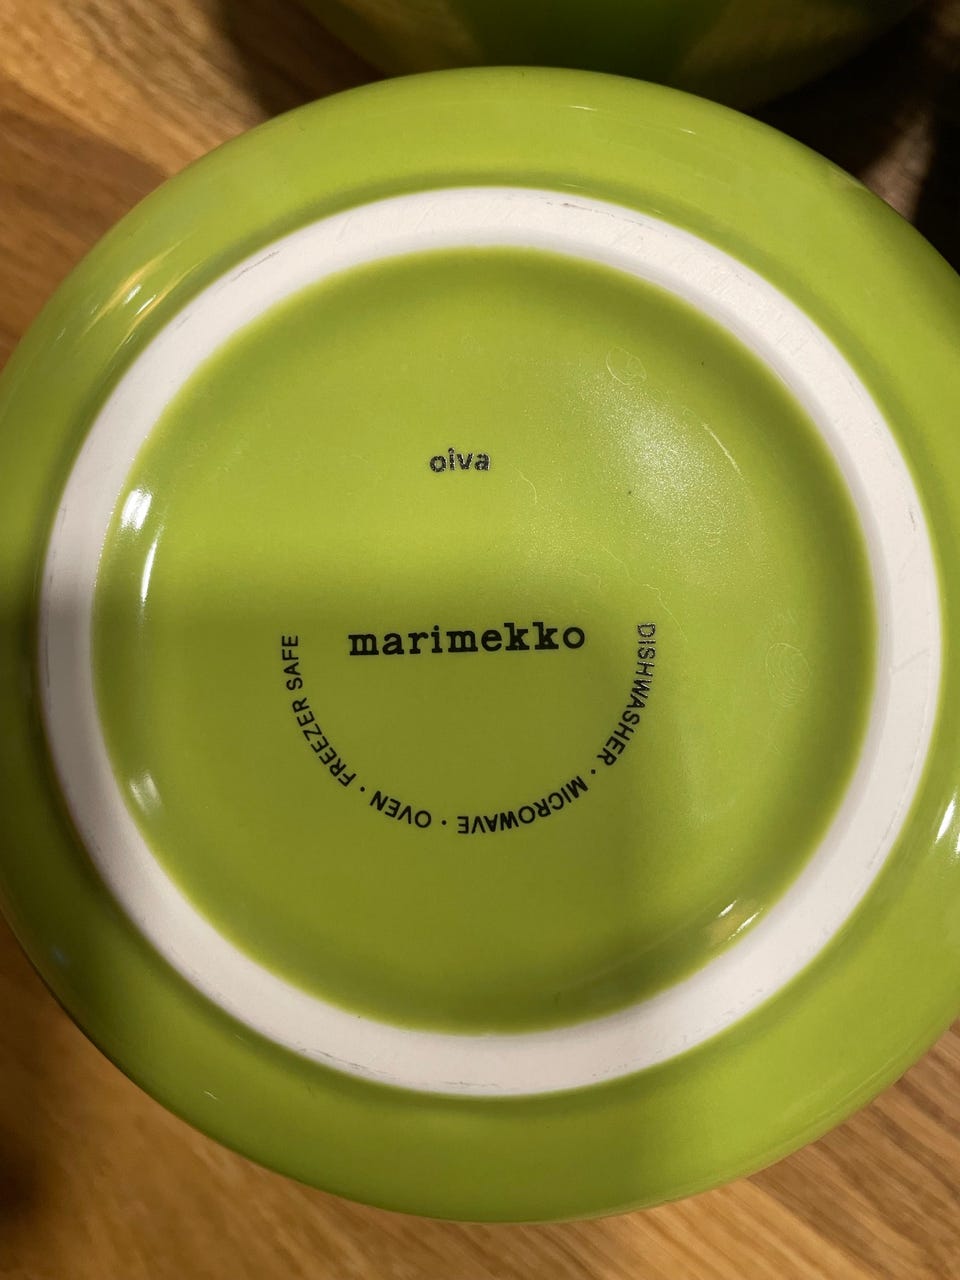 oiva
marimekko
DISHWASHER · MICROWAVE · OVEN · FREEZER SAFE